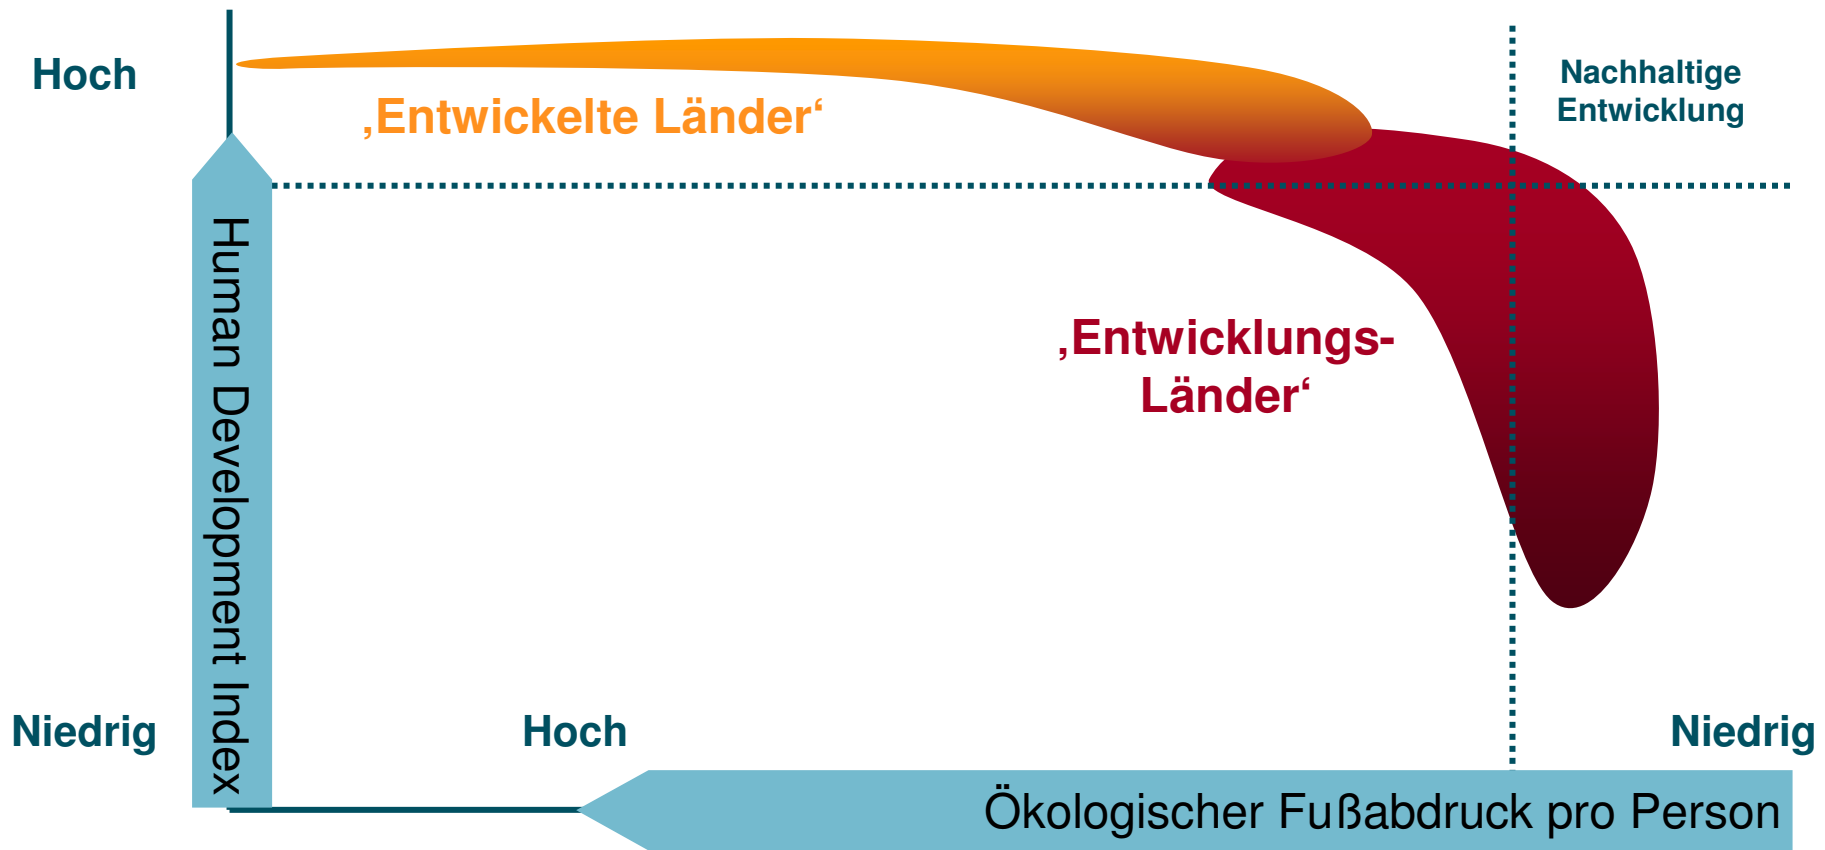 Hoch
Nachhaltige
Entwicklung
‚Entwickelte Länder‘
Human Development Index
‚Entwicklungs-
Länder‘
Niedrig
Hoch
Niedrig
Ökologischer Fußabdruck pro Person